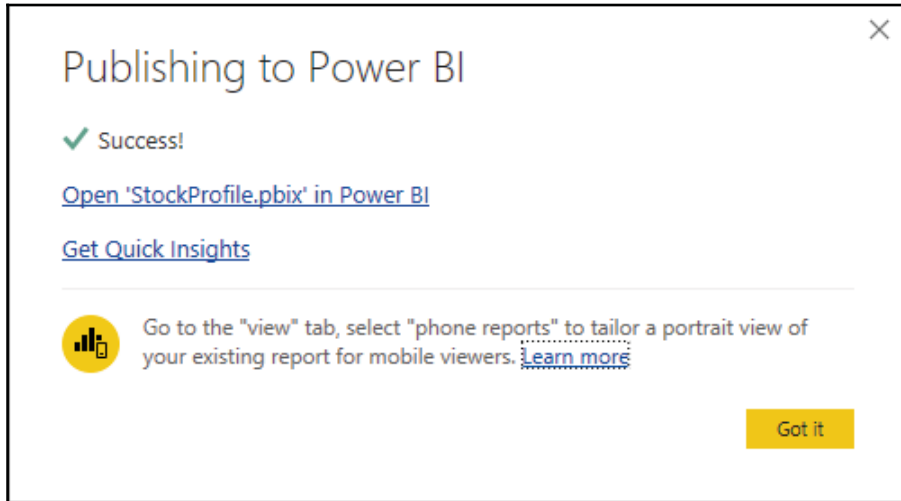 Publishing to Power BI
Success!
Open 'StockProfile.pbix' in Power BI
Get Quick Insights
Go to the "view" tab, select "phone reports" to tailor a portrait view of
your existing report for mobile viewers. Learn more
Got it